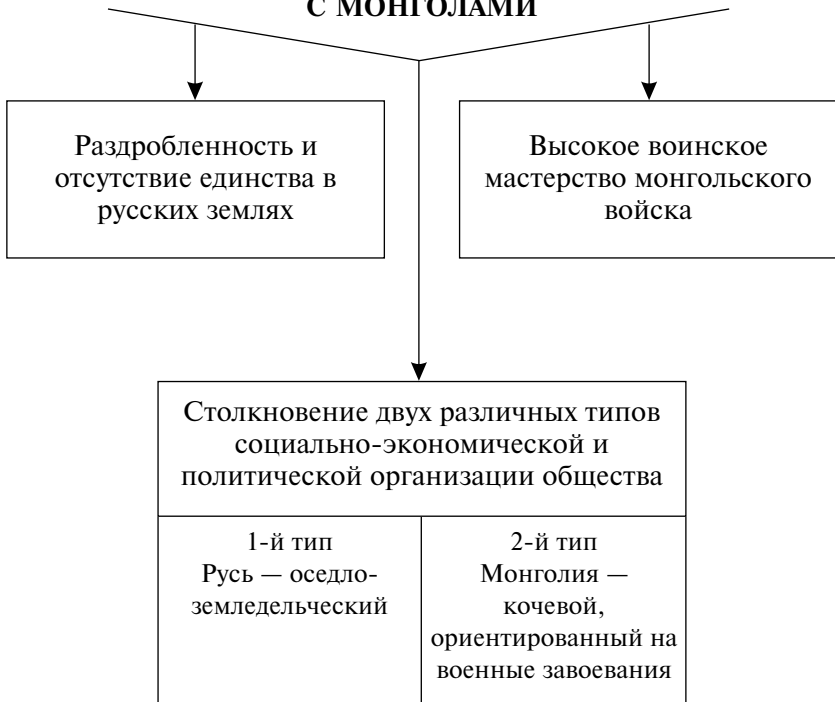 С МОНГОЛАМИ
Раздробленность и
отсутствие единства в
русских землях
Высокое воинское
мастерство монгольского
войска
Столкновение двух различных типов
социально-экономической и
политической организации общества
1-й тип
Русь — оседло-
земледельческий
2-й тип
Монголия —
кочевой,
ориентированный на
военные завоевания